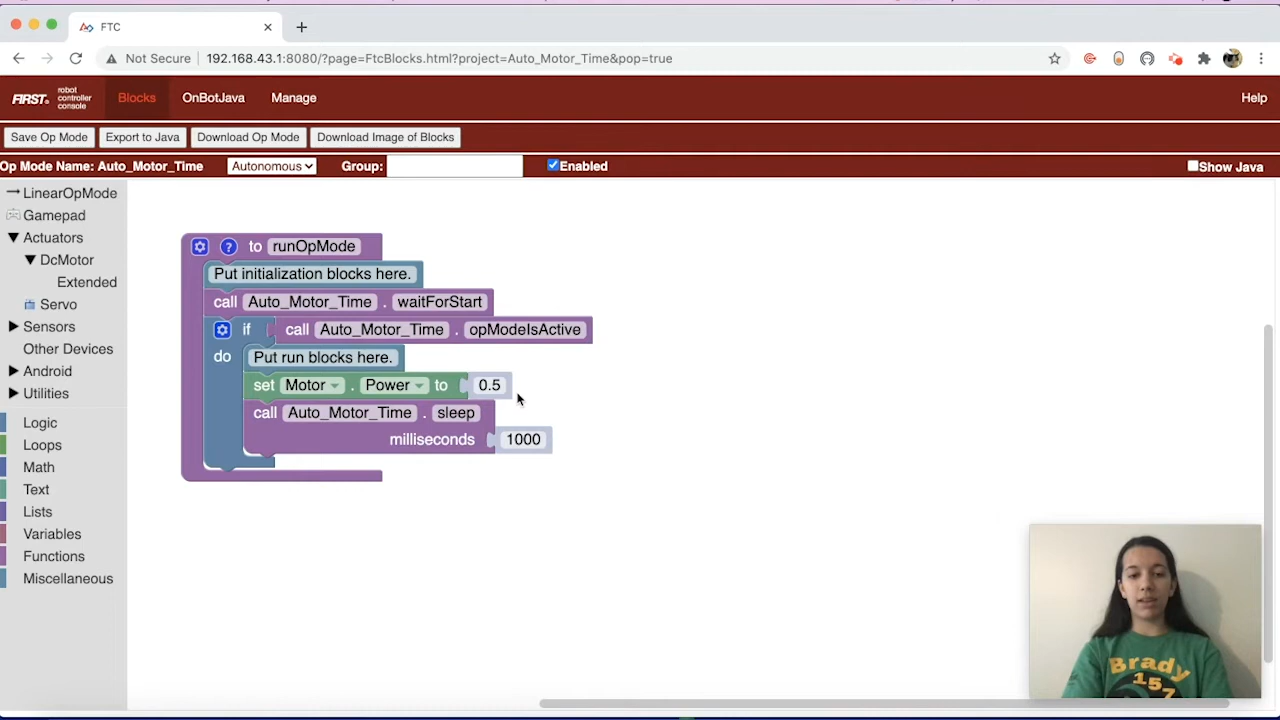 FTC
Not Secure 192.168.43.1:8080/?page=FtcBlocks.html?project=Auto_Motor_Time&pop=true
FIRST® robot controller console Blocks OnBotJava Manage Help
Save Op Mode Export to Java Download Op Mode Download Image of Blocks
Op Mode Name: Auto_Motor_Time Autonomous Group: Enabled Show Java
LinearOpMode
Gamepad
Actuators
DcMotor
Extended
Servo
Sensors
Other Devices
Android
Utilities
Logic
Loops
Math
Text
Lists
Variables
Functions
Miscellaneous
? to runOpMode
Put initialization blocks here.
call Auto_Motor_Time . waitForStart
if call Auto_Motor_Time . opModeIsActive
do Put run blocks here.
set Motor . Power to 0.5
call Auto_Motor_Time . sleep
milliseconds 1000
Brady
157